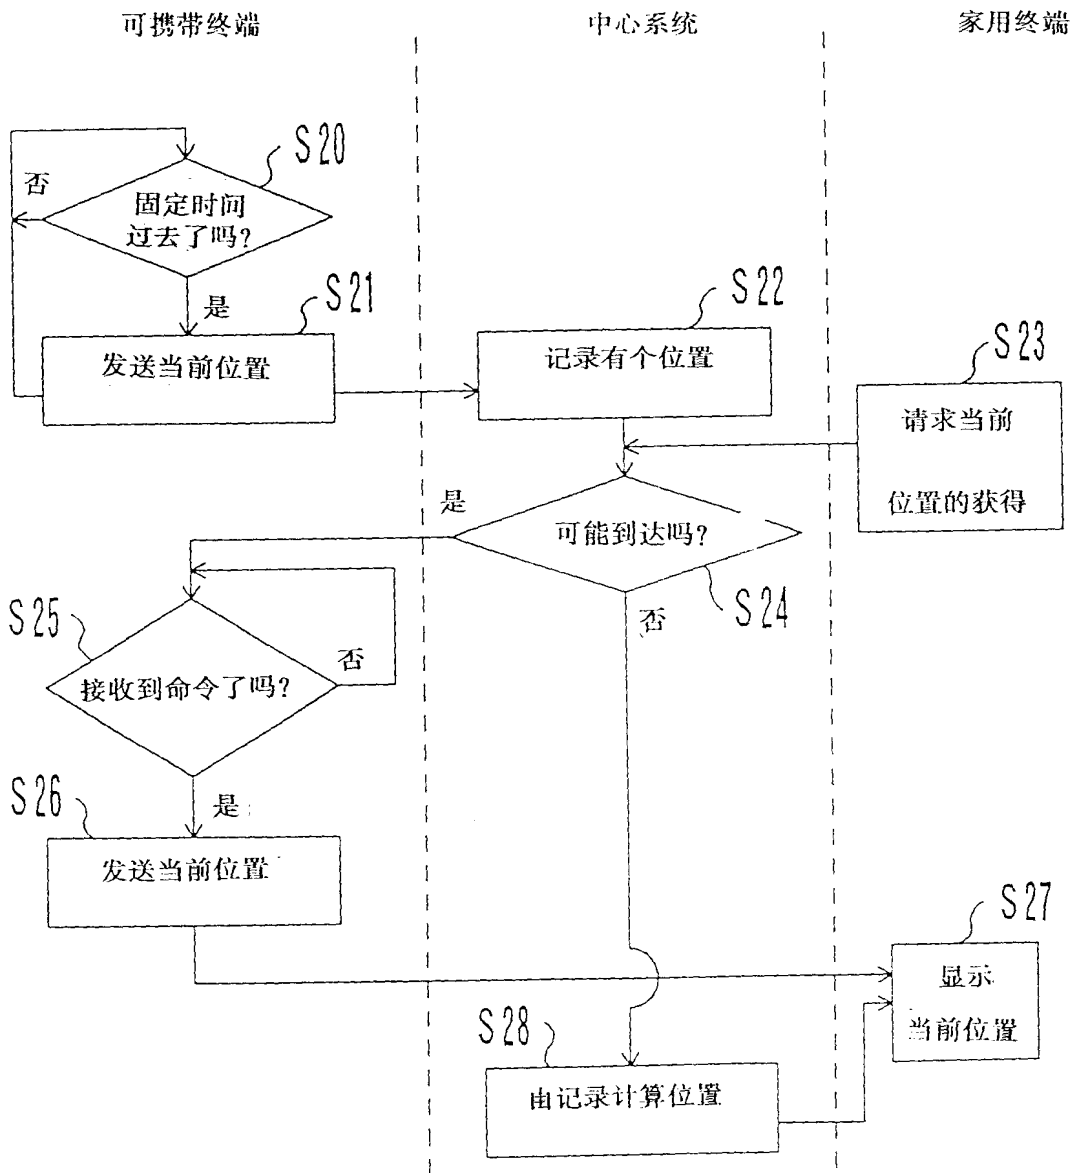 可携带终端
中心系统
家用终端
S20
否
固定时间
过去了吗?
是
S21
发送当前位置
S22
记录有个位置
S23
请求当前
位置的获得
是
可能到达吗?
S24
否
S25
否
接收到命令了吗?
S26
是
发送当前位置
S27
显示
当前位置
S28
由记录计算位置